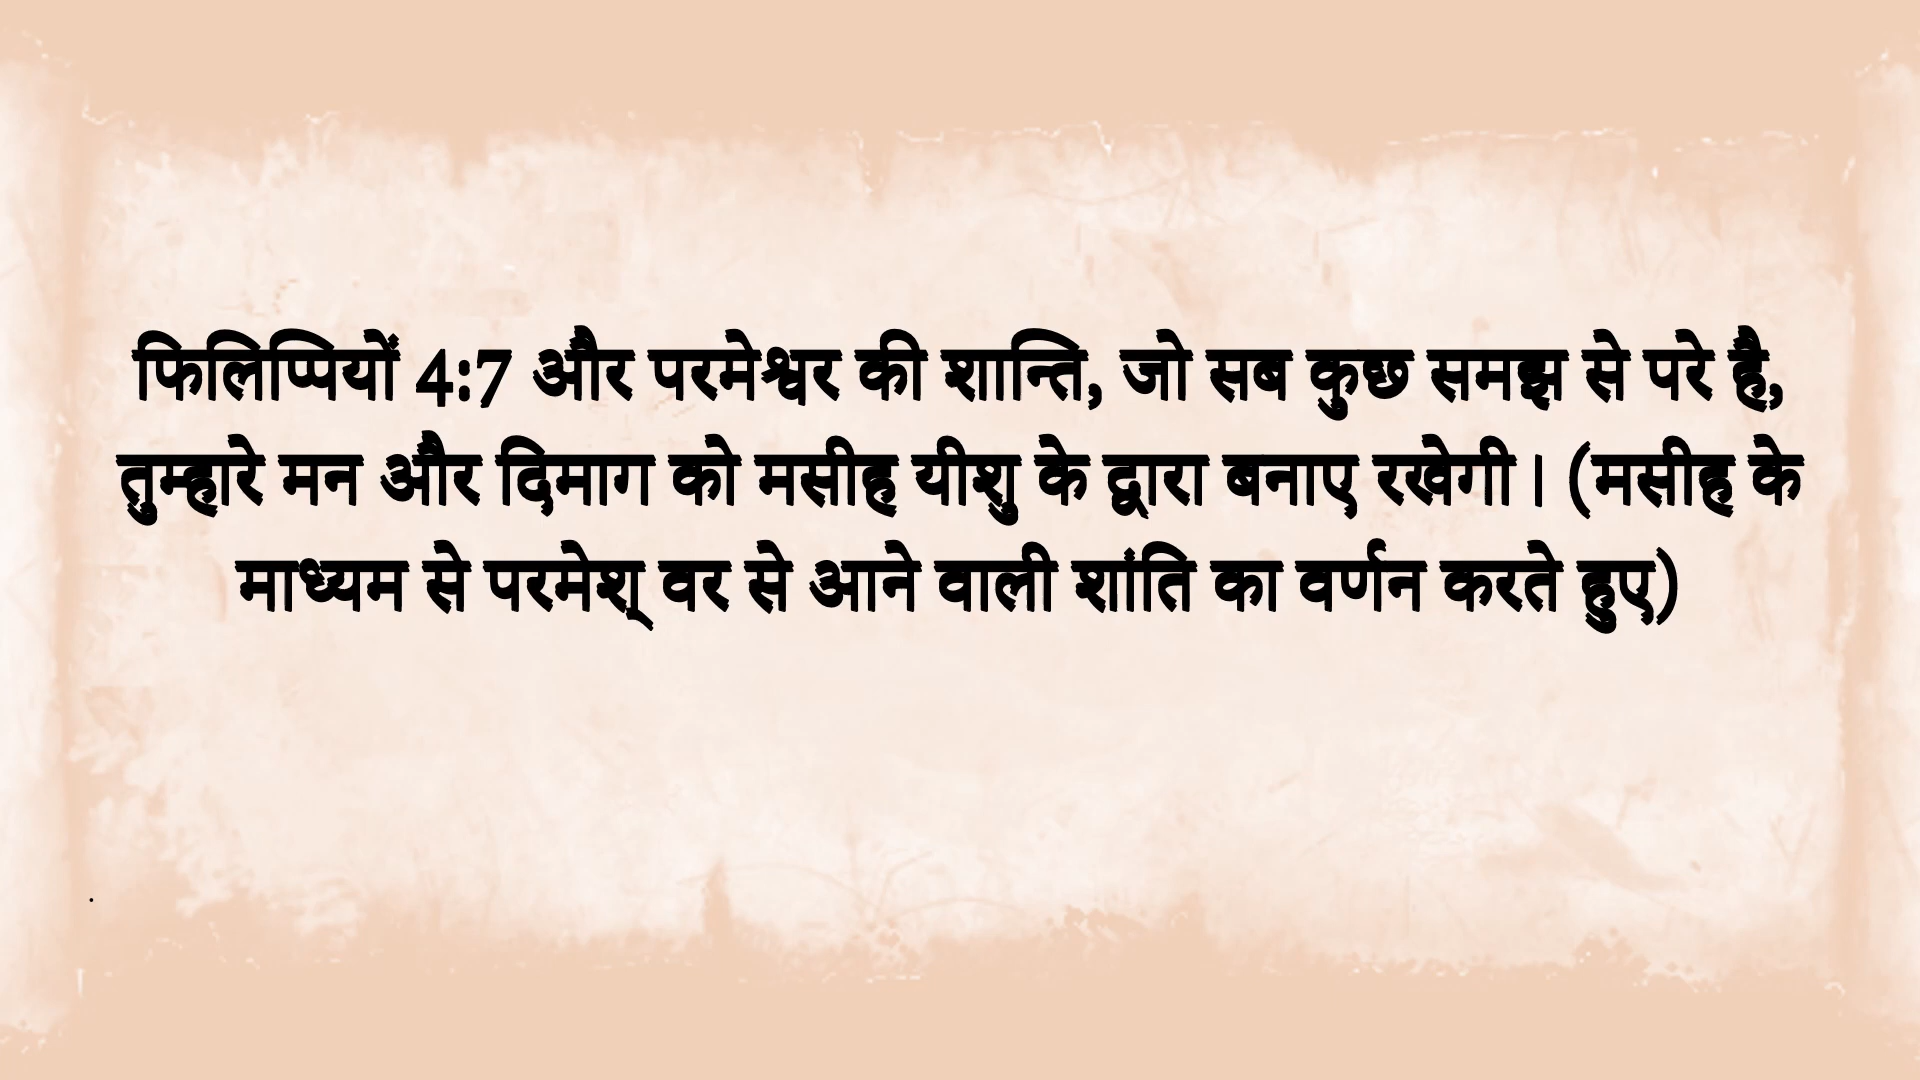 फिलिप्पियों 4:7 और परमेश्वर की शान्ति, जो सब कुछ समझ से परे है,
तुम्हारे मन और दिमाग को मसीह यीशु के द्वारा बनाए रखेगी। (मसीह के
माध्यम से परमेश् वर से आने वाली शांति का वर्णन करते हुए)
.